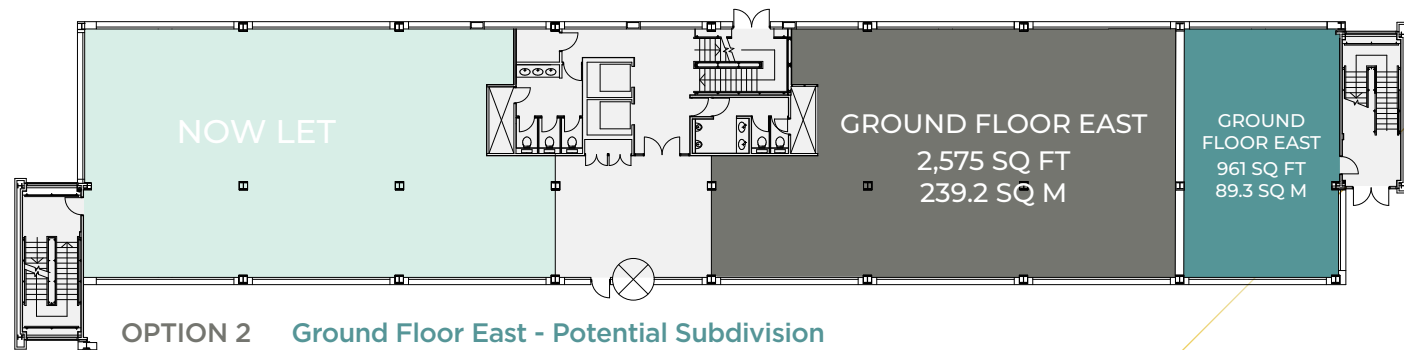 NOW LET
GROUND FLOOR EAST
2,575 SQ FT
239.2 SQ M
GROUND
FLOOR EAST
961 SQ FT
89.3 SQ M
OPTION 2 Ground Floor East - Potential Subdivision